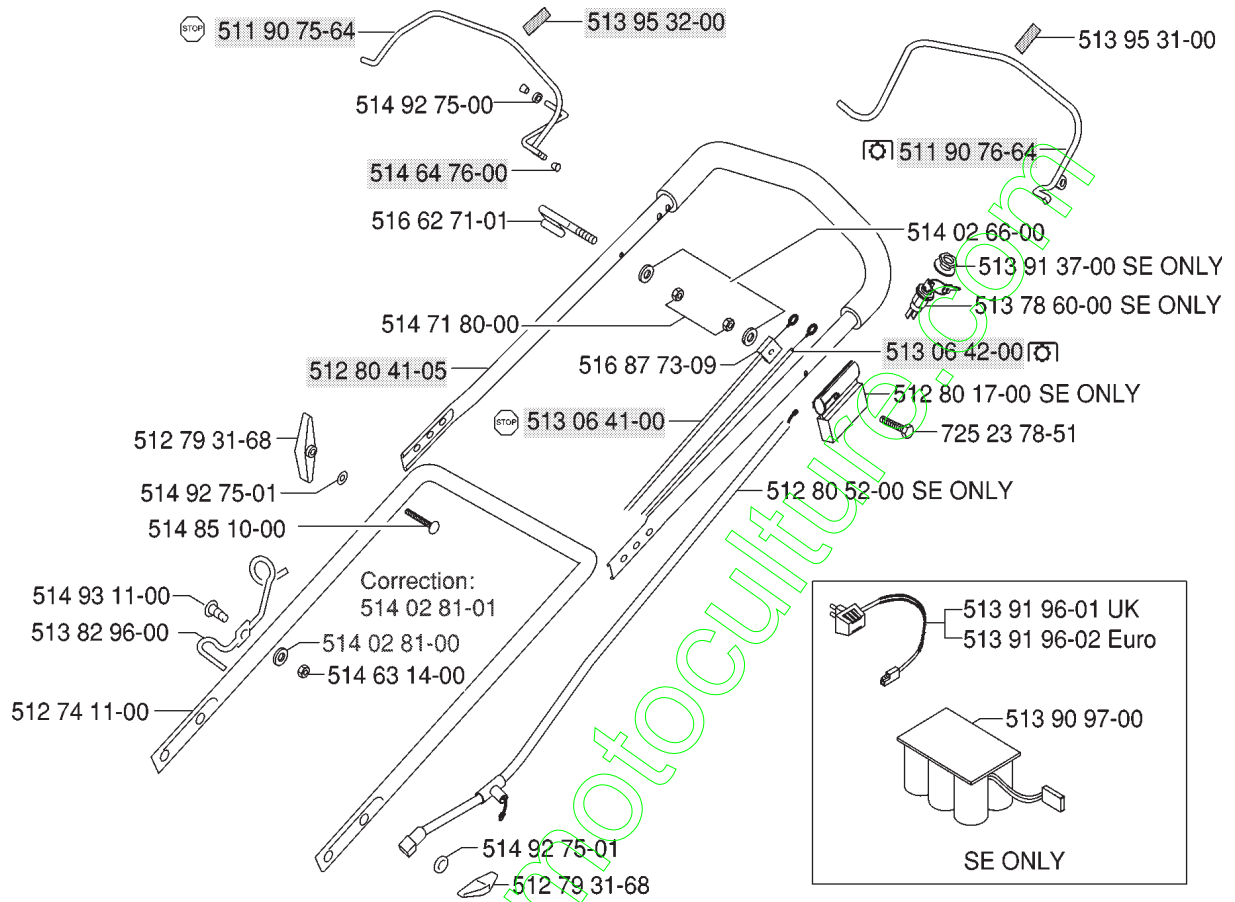 STOP 511 90 75-64
513 95 32-00
513 95 31-00
514 92 75-00
511 90 76-64
514 64 76-00
516 62 71-01
514 02 66-00
513 91 37-00 SE ONLY
513 78 60-00 SE ONLY
514 71 80-00
516 87 73-09
513 06 42-00
512 80 41-05
512 80 17-00 SE ONLY
STOP 513 06 41-00
725 23 78-51
512 79 31-68
514 92 75-01
512 80 52-00 SE ONLY
514 85 10-00
Correction:
514 02 81-01
514 93 11-00
513 82 96-00
514 02 81-00
514 63 14-00
512 74 11-00
513 91 96-01 UK
513 91 96-02 Euro
513 90 97-00
SE ONLY
514 92 75-01
512 79 31-68
motoculture.com